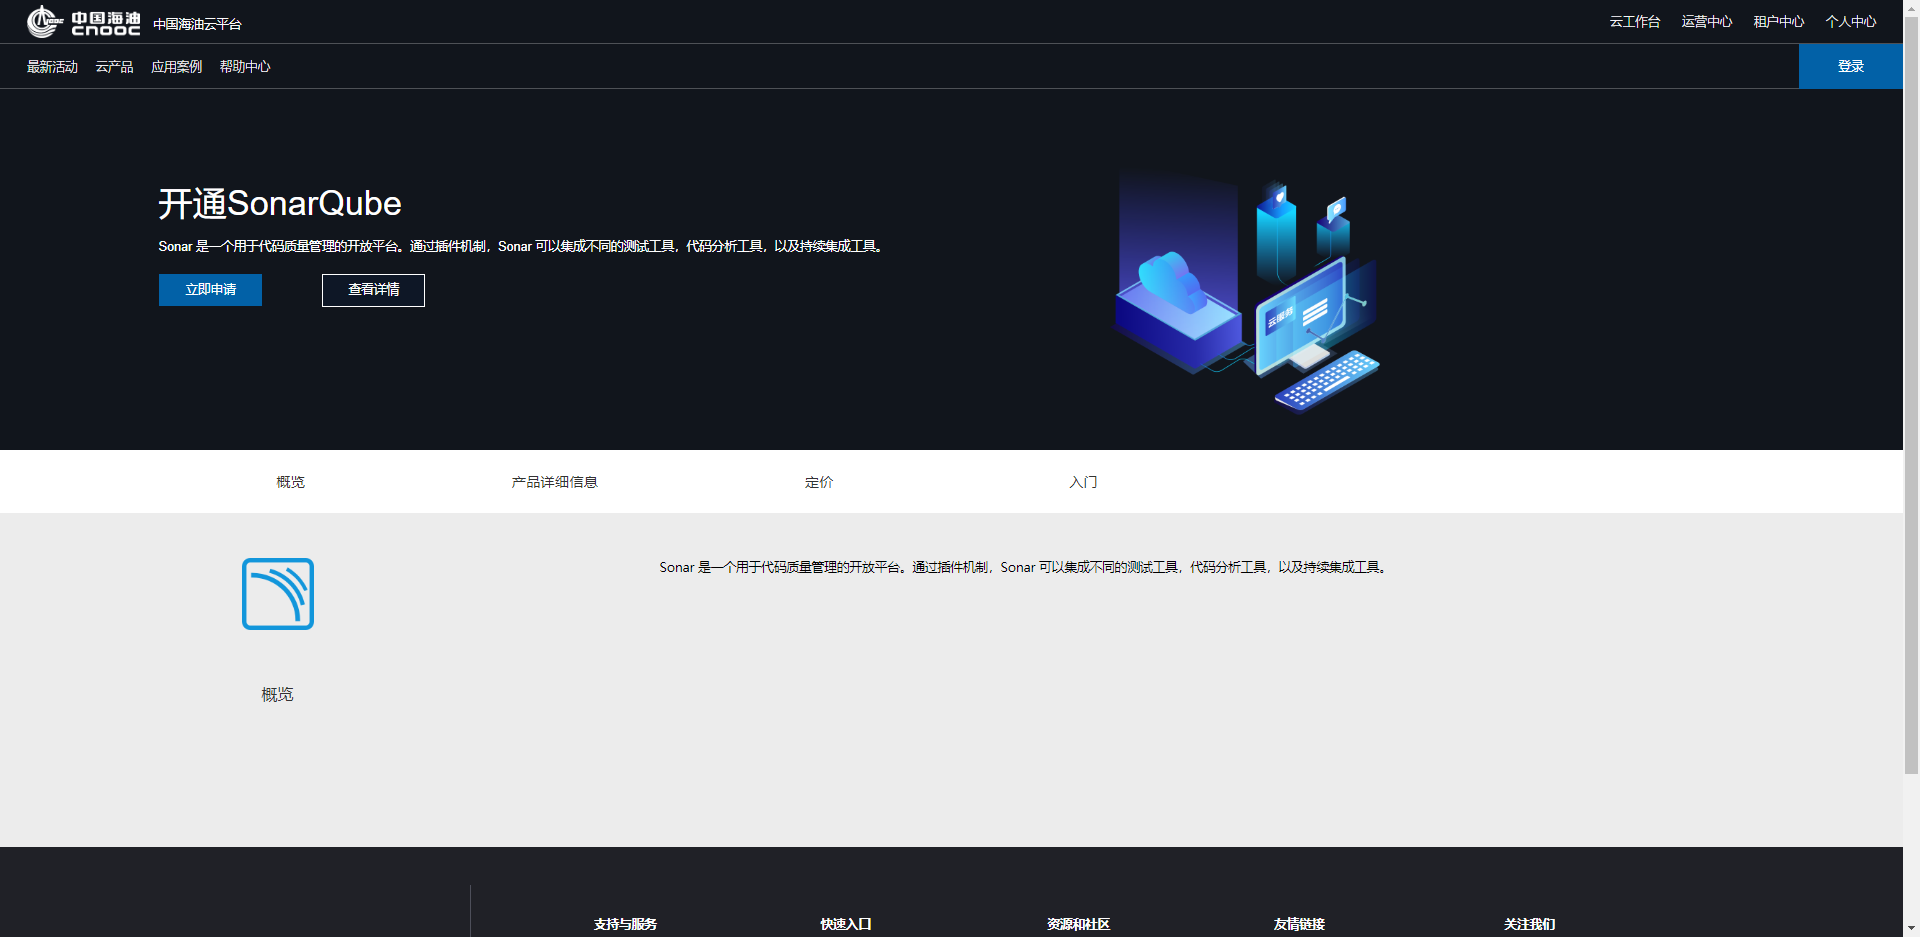 中国海油
CNOOC
中国海油云平台
云工作台 运营中心 租户中心 个人中心
最新活动 云产品 应用案例 帮助中心
登录
开通SonarQube
Sonar 是一个用于代码质量管理的开放平台。通过插件机制，Sonar 可以集成不同的测试工具，代码分析工具，以及持续集成工具。
立即申请 查看详情
云服务
概览 产品详细信息 定价 入门
Sonar 是一个用于代码质量管理的开放平台。通过插件机制，Sonar 可以集成不同的测试工具，代码分析工具，以及持续集成工具。
概览
支持与服务 快速入口 资源和社区 友情链接 关注我们